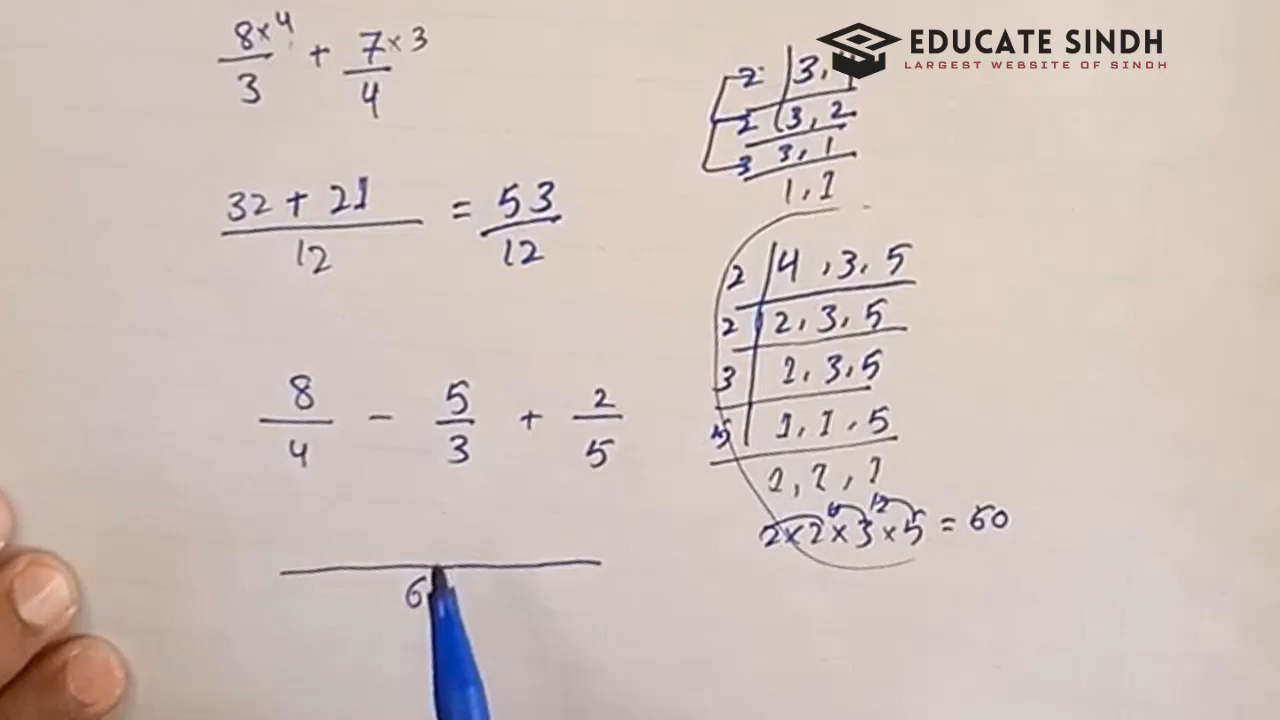 8×4/3 + 7×3/4
32 + 21/12 = 53/12
8/4 - 5/3 + 2/5
6
EDUCATE SINDH
LARGEST WEBSITE OF SINDH
2 | 3,
2 | 3, 2
3 3, 1
1, 1
2 | 4, 3, 5
2 | 2, 3, 5
3 | 1, 3, 5
5 | 1, 1, 5
1, 1, 1
2×2×3×5 = 60